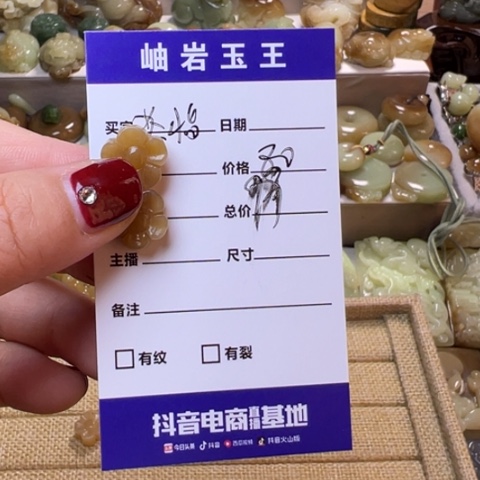 岫岩玉王
买家 日期
价格
总价
主播 尺寸
备注
有纹 有裂
抖音电商直播基地
今日头条 抖音 西瓜视频 抖音火山版